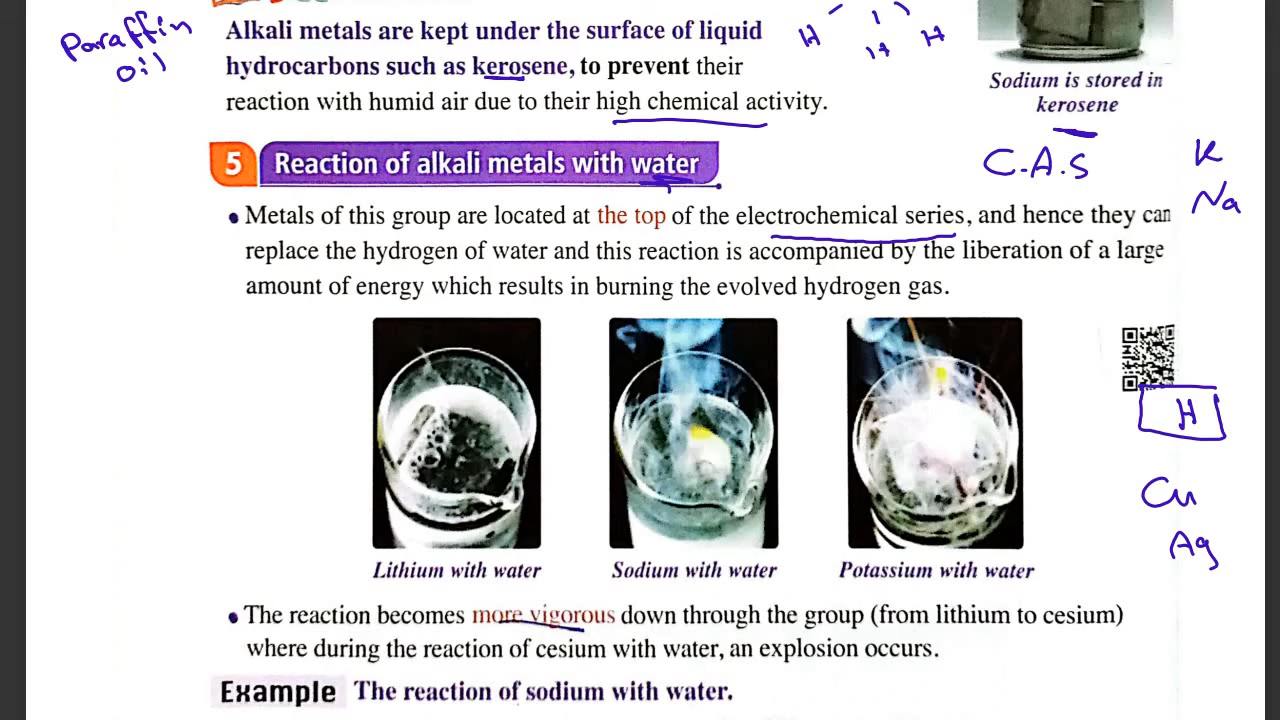 Paraffin
oil
Alkali metals are kept under the surface of liquid
hydrocarbons such as kerosene, to prevent their
reaction with humid air due to their high chemical activity.
H
H
H
Sodium is stored in
kerosene
C.A.S
K
Na
5 Reaction of alkali metals with water
• Metals of this group are located at the top of the electrochemical series, and hence they can
replace the hydrogen of water and this reaction is accompanied by the liberation of a large
amount of energy which results in burning the evolved hydrogen gas.
H
Cu
Ag
Lithium with water
Sodium with water
Potassium with water
• The reaction becomes more vigorous down through the group (from lithium to cesium)
where during the reaction of cesium with water, an explosion occurs.
Example The reaction of sodium with water.